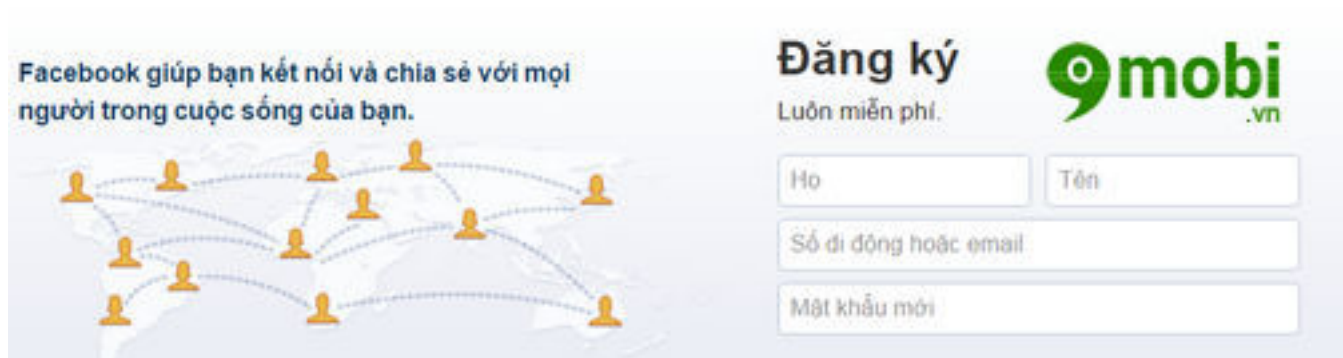 Facebook giúp bạn kết nối và chia sẻ với mọi
người trong cuộc sống của bạn.
Đăng ký
9mobi
.vn
Luôn miễn phí.
Họ
Tên
Số di động hoặc email
Mật khẩu mới